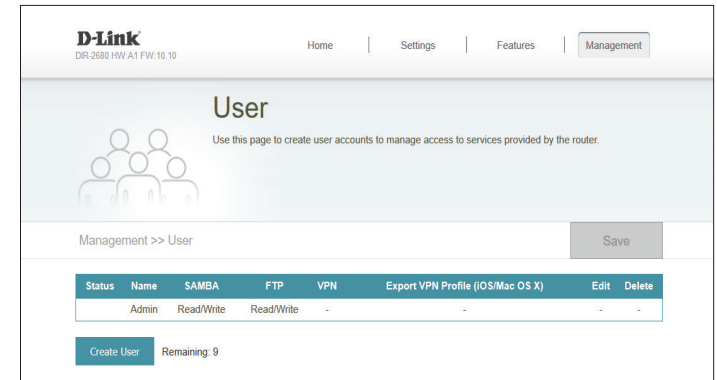 D-Link
DIR-2680 HW:A1 FW:10.10
Home | Settings | Features | Management
User
Use this page to create user accounts to manage access to services provided by the router.
Management >> User
Save
Status Name SAMBA FTP VPN Export VPN Profile (iOS/Mac OS X) Edit Delete
Admin Read/Write Read/Write - - - -
Create User Remaining: 9